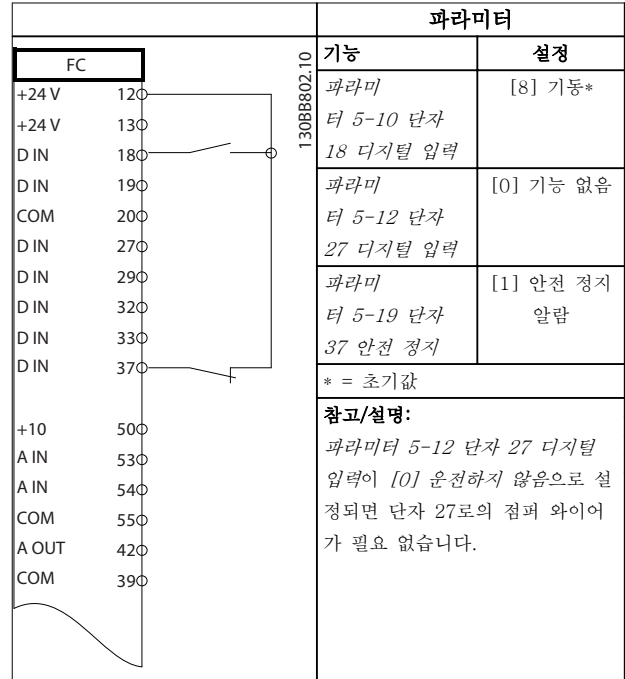 파라미터
기능 설정
파라미
터 5-10 단자
18 디지털 입력
[8] 기동*
파라미
터 5-12 단자
27 디지털 입력
[0] 기능 없음
파라미
터 5-19 단자
37 안전 정지
[1] 안전 정지
알람
* = 초기값
참고/설명:
파라미터 5-12 단자 27 디지털
입력이 [0] 운전하지 않음으로 설
정되면 단자 27로의 점퍼 와이어
가 필요 없습니다.
FC
+24 V 12
+24 V 13
D IN 18
D IN 19
COM 20
D IN 27
D IN 29
D IN 32
D IN 33
D IN 37
+10 50
A IN 53
A IN 54
COM 55
A OUT 42
COM 39
130BB802.10